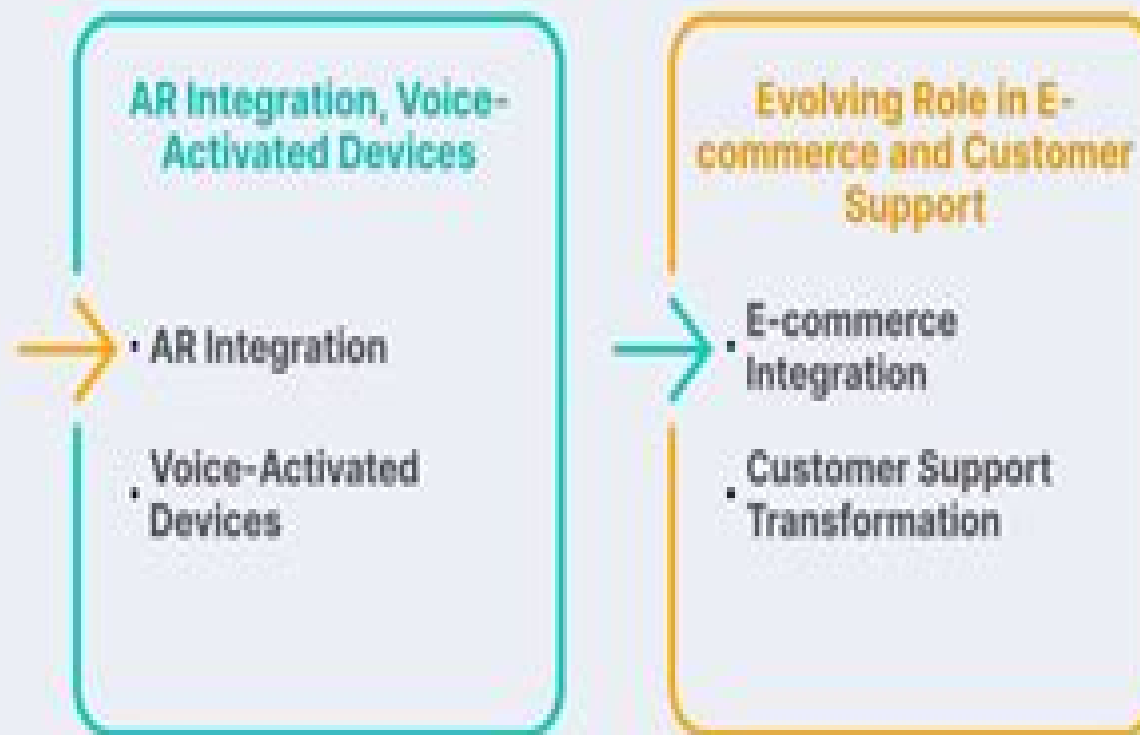 AR Integration, Voice-
Activated Devices
· AR Integration
· Voice-Activated
Devices
Evolving Role in E-
commerce and Customer
Support
· E-commerce
Integration
· Customer Support
Transformation